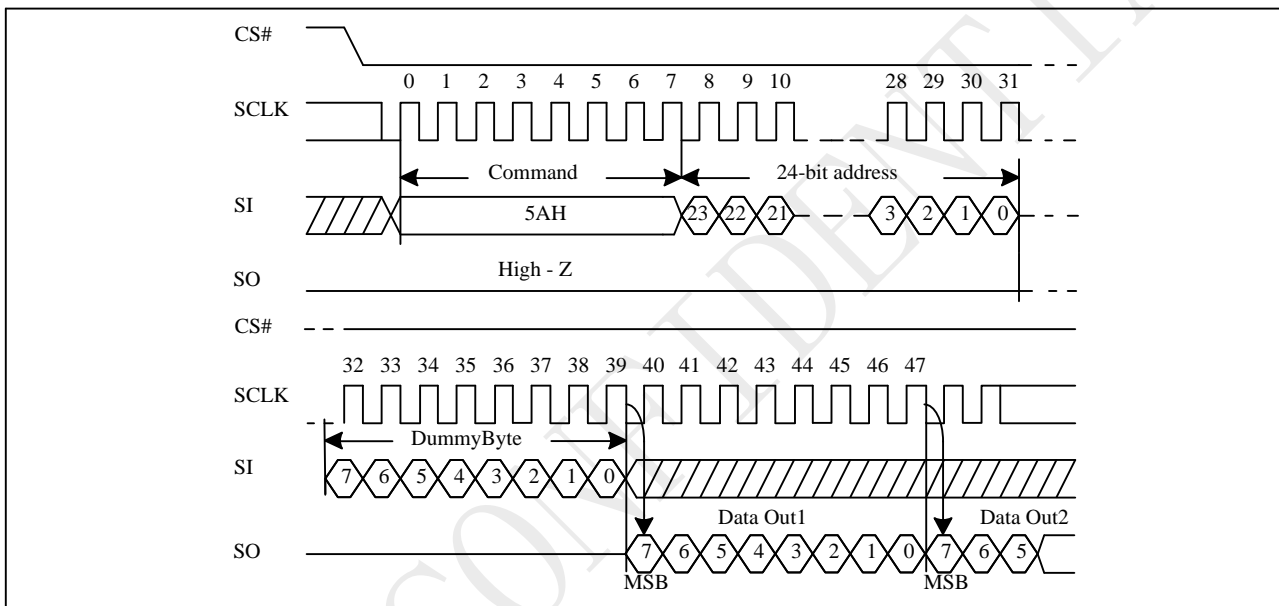 CS#
0 1 2 3 4 5 6 7 8 9 10 28 29 30 31
SCLK
Command 24-bit address
SI 5AH 23 22 21 3 2 1 0
High - Z
SO
CS#
32 33 34 35 36 37 38 39 40 41 42 43 44 45 46 47
SCLK
DummyByte
SI 7 6 5 4 3 2 1 0
Data Out1 Data Out2
SO 7 6 5 4 3 2 1 0 7 6 5
MSB MSB